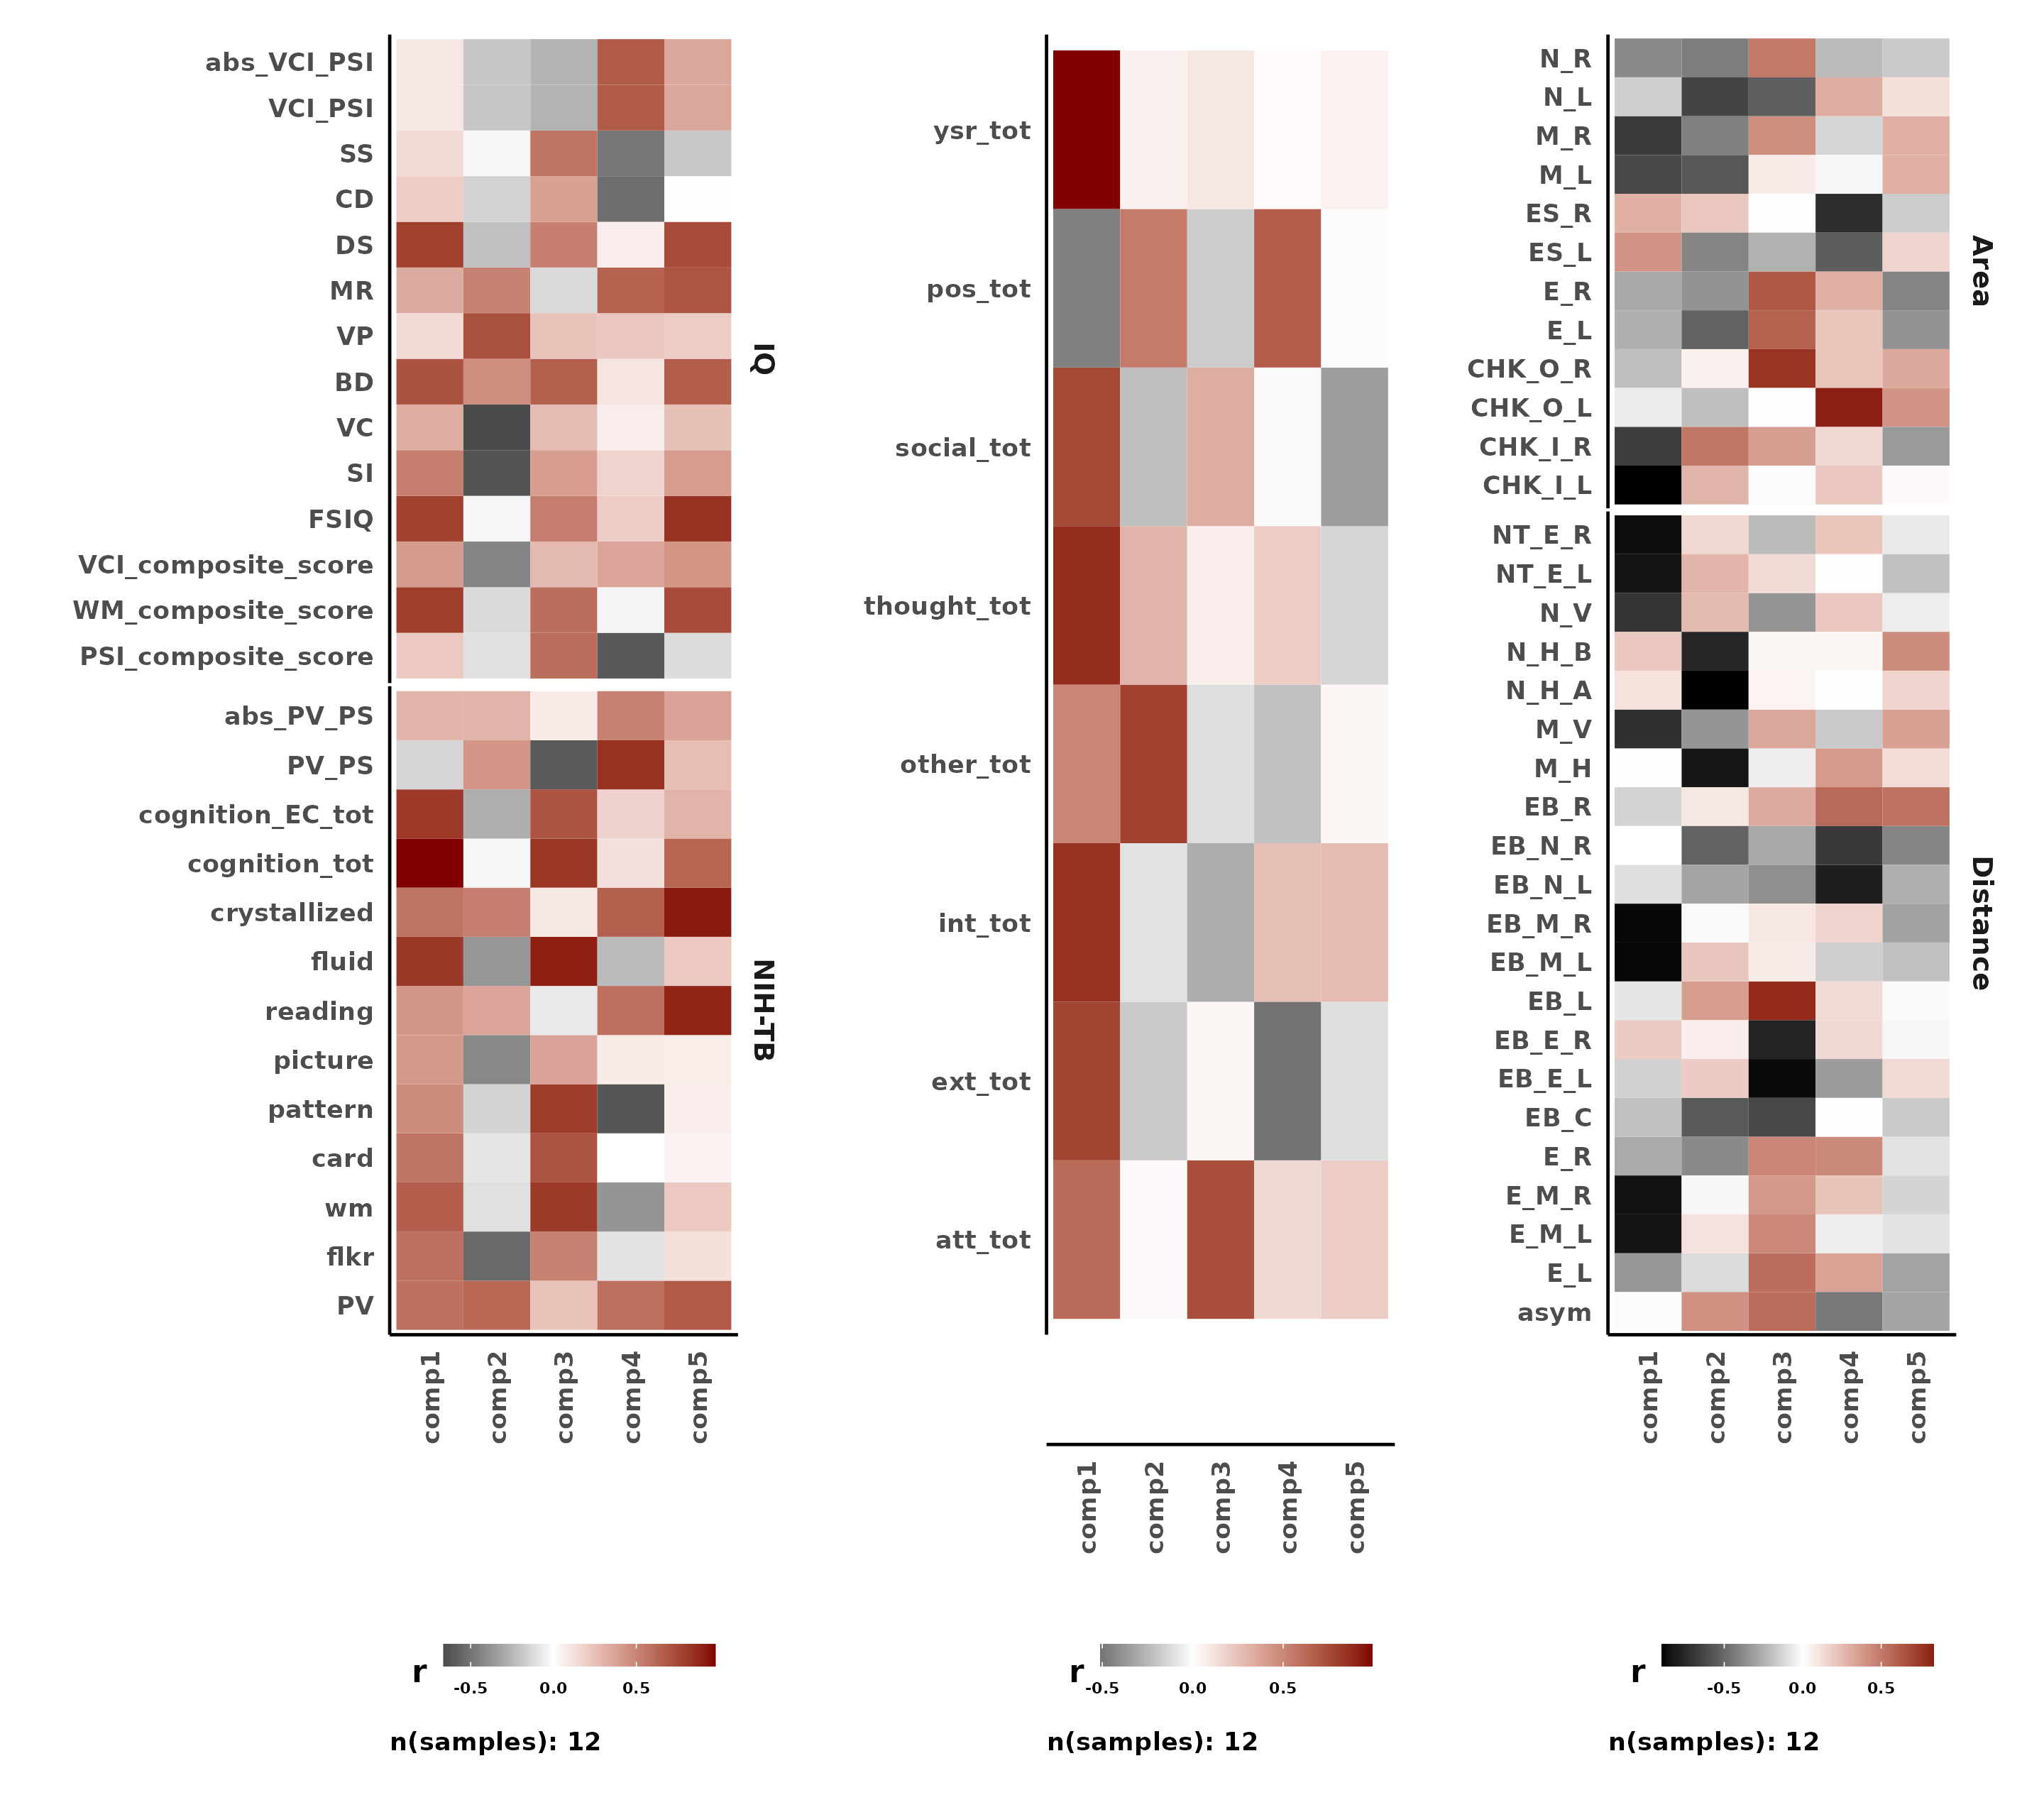 abs_VCI_PSI
VCI_PSI
SS
CD
DS
MR
VP
BD
VC
SI
FSIQ
VCI_composite_score
WM_composite_score
PSI_composite_score
IQ
abs_PV_PS
PV_PS
cognition_EC_tot
cognition_tot
crystallized
fluid
reading
picture
pattern
card
wm
flkr
PV
NIH-TB
comp1
comp2
comp3
comp4
comp5
r
-0.5 0.0 0.5
n(samples): 12
ysr_tot
pos_tot
social_tot
thought_tot
other_tot
int_tot
ext_tot
att_tot
comp1
comp2
comp3
comp4
comp5
r
-0.5 0.0 0.5
n(samples): 12
N_R
N_L
M_R
M_L
ES_R
ES_L
E_R
E_L
CHK_O_R
CHK_O_L
CHK_I_R
CHK_I_L
Area
NT_E_R
NT_E_L
N_V
N_H_B
N_H_A
M_V
M_H
EB_R
EB_N_R
EB_N_L
EB_M_R
EB_M_L
EB_L
EB_E_R
EB_E_L
EB_C
E_R
E_M_R
E_M_L
E_L
asym
Distance
comp1
comp2
comp3
comp4
comp5
r
-0.5 0.0 0.5
n(samples): 12